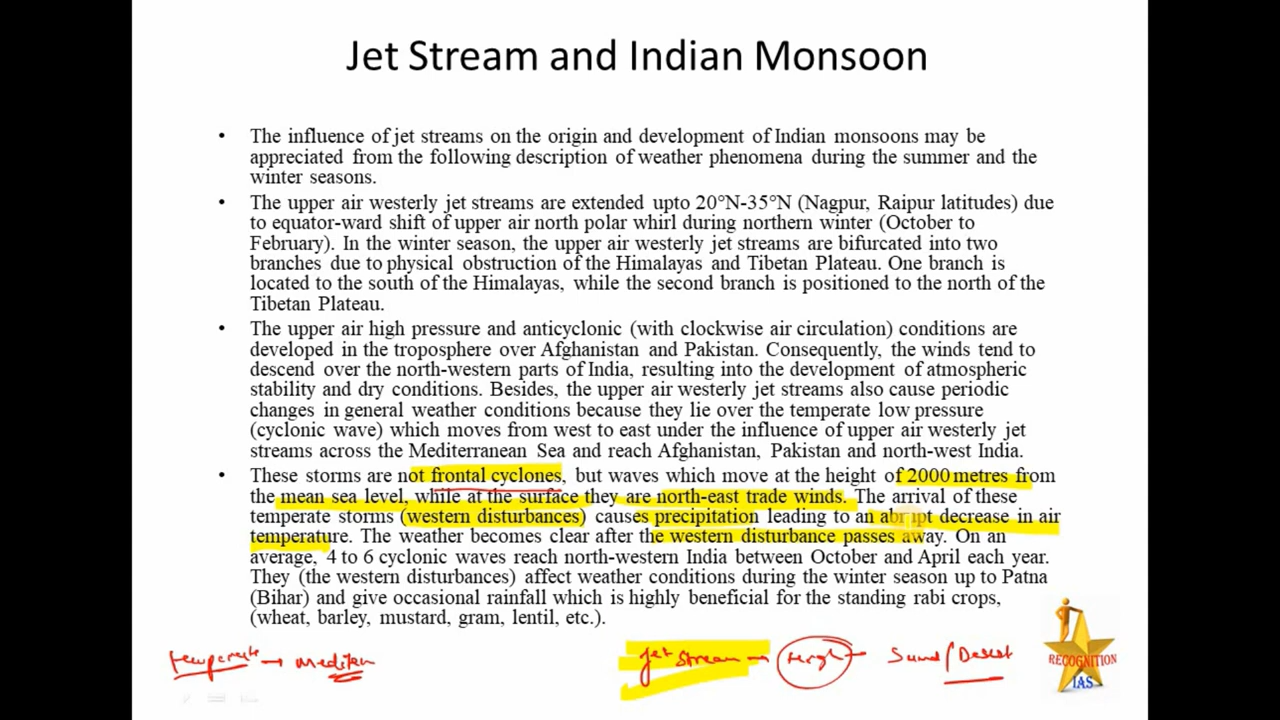 Jet Stream and Indian Monsoon
• The influence of jet streams on the origin and development of Indian monsoons may be
appreciated from the following description of weather phenomena during the summer and the
winter seasons.
• The upper air westerly jet streams are extended upto 20°N-35°N (Nagpur, Raipur latitudes) due
to equator-ward shift of upper air north polar whirl during northern winter (October to
February). In the winter season, the upper air westerly jet streams are bifurcated into two
branches due to physical obstruction of the Himalayas and Tibetan Plateau. One branch is
located to the south of the Himalayas, while the second branch is positioned to the north of the
Tibetan Plateau.
• The upper air high pressure and anticyclonic (with clockwise air circulation) conditions are
developed in the troposphere over Afghanistan and Pakistan. Consequently, the winds tend to
descend over the north-western parts of India, resulting into the development of atmospheric
stability and dry conditions. Besides, the upper air westerly jet streams also cause periodic
changes in general weather conditions because they lie over the temperate low pressure
(cyclonic wave) which moves from west to east under the influence of upper air westerly jet
streams across the Mediterranean Sea and reach Afghanistan, Pakistan and north-west India.
• These storms are not frontal cyclones, but waves which move at the height of 2000 metres from
the mean sea level, while at the surface they are north-east trade winds. The arrival of these
temperate storms (western disturbances) causes precipitation leading to an abrupt decrease in air
temperature. The weather becomes clear after the western disturbance passes away. On an
average, 4 to 6 cyclonic waves reach north-western India between October and April each year.
They (the western disturbances) affect weather conditions during the winter season up to Patna
(Bihar) and give occasional rainfall which is highly beneficial for the standing rabi crops,
(wheat, barley, mustard, gram, lentil, etc.).
temperate → Mediten Jet Stream → / Desest
RECOGNITION
IAS